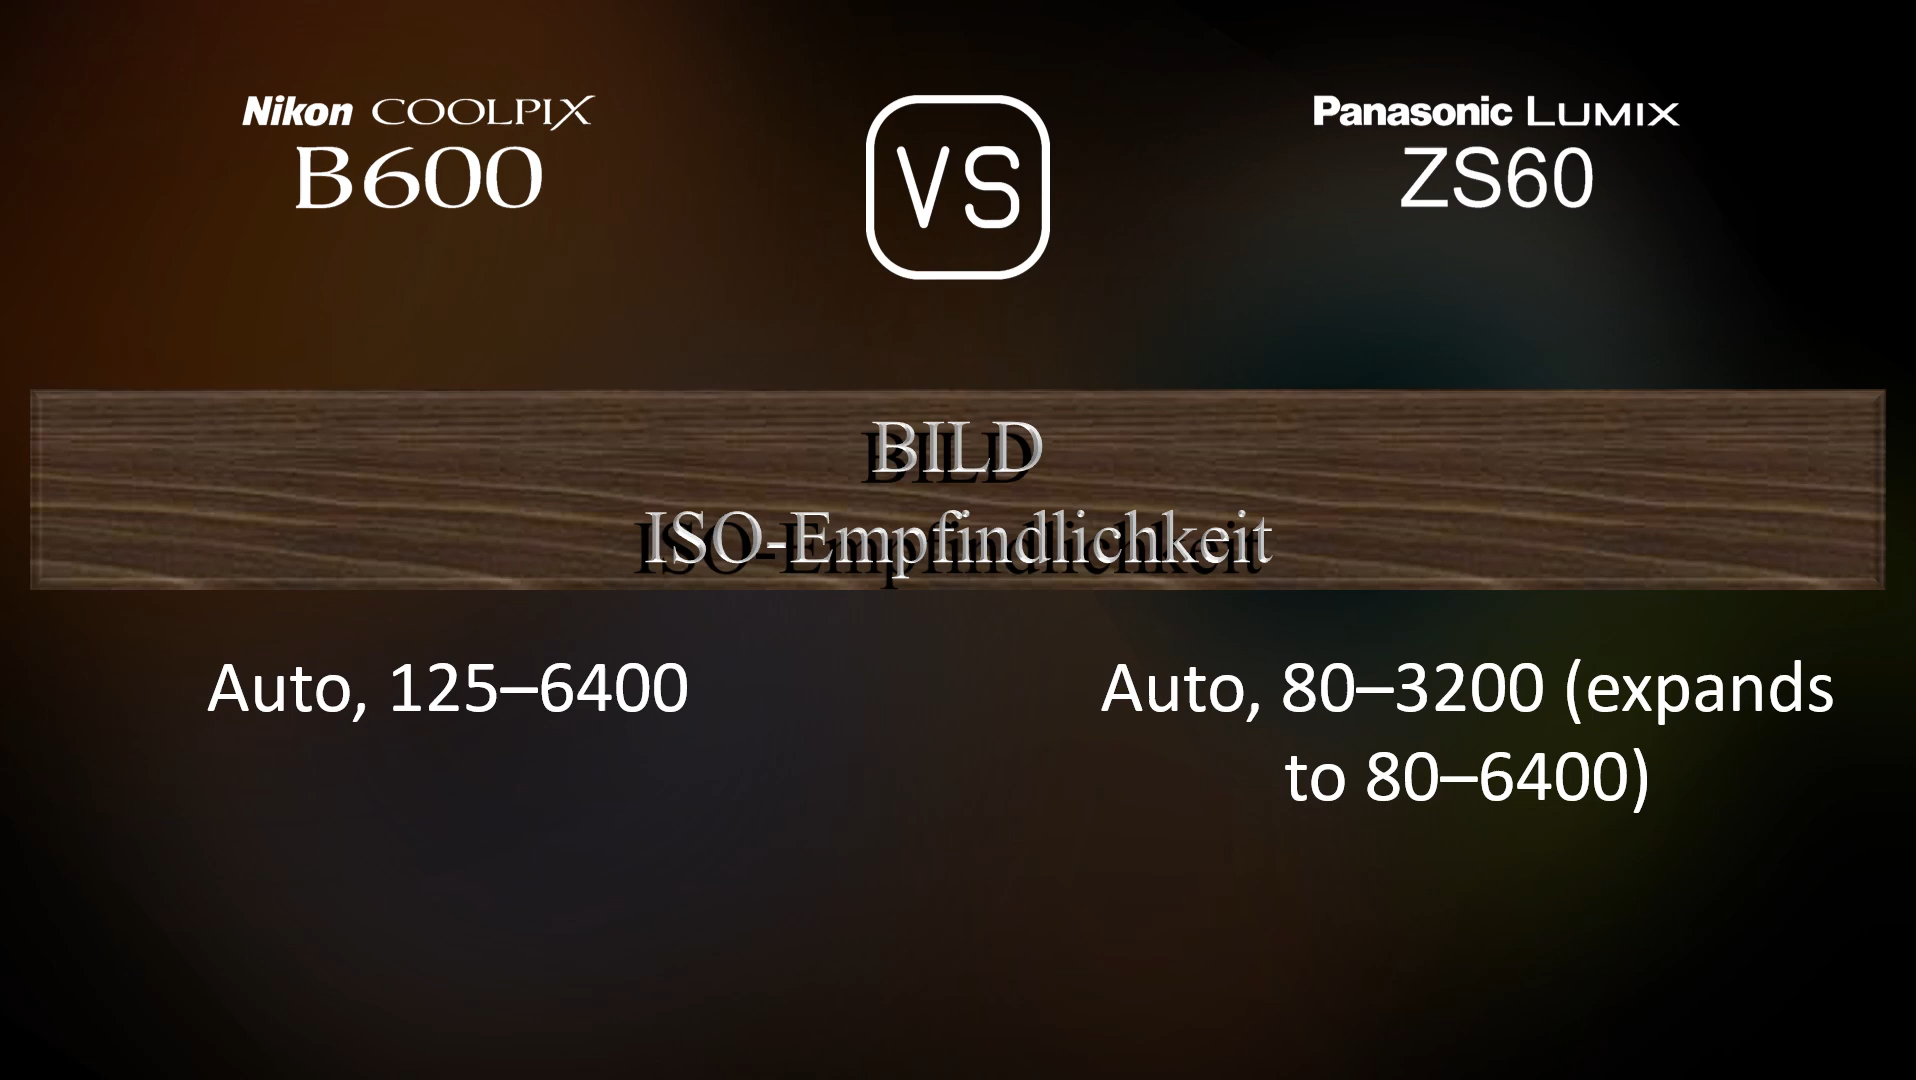 Nikon COOLPIX
B600
VS
Panasonic LUMIX
ZS60
BILD
ISO-Empfindlichkeit
Auto, 125–6400
Auto, 80–3200 (expands
to 80–6400)